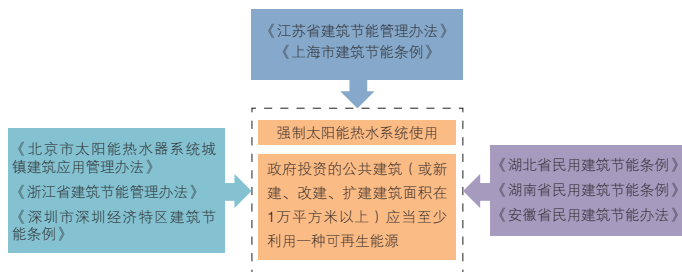 《江苏省建筑节能管理办法》
《上海市建筑节能条例》
《北京市太阳能热水器系统城
镇建筑应用管理办法》
《浙江省建筑节能管理办法》
《深圳市深圳经济特区建筑节
能条例》
强制太阳能热水系统使用
政府投资的公共建筑（或新
建、改建、扩建建筑面积在
1万平方米以上）应当至少
利用一种可再生能源
《湖北省民用建筑节能条例》
《湖南省民用建筑节能条例》
《安徽省民用建筑节能办法》